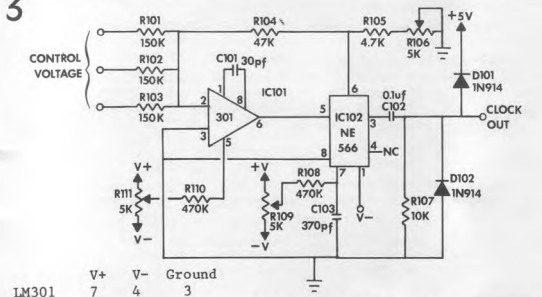 3
R101
150K
R102
150K
R103
150K
CONTROL
VOLTAGE
R104
47K
R105
4.7K
R106
5K
+5V
C101
30pf
IC101
1
8
2
3
301
5
6
5
6
IC102
NE
566
3
4
NC
8
7
1
0.1uf
C102
D101
1N914
CLOCK
OUT
D102
1N914
R107
10K
V+
R111
5K
V-
R110
470K
+V
R109
5K
-V
R108
470K
C103
370pf
V-
V+ V- Ground
LM301 7 4 3